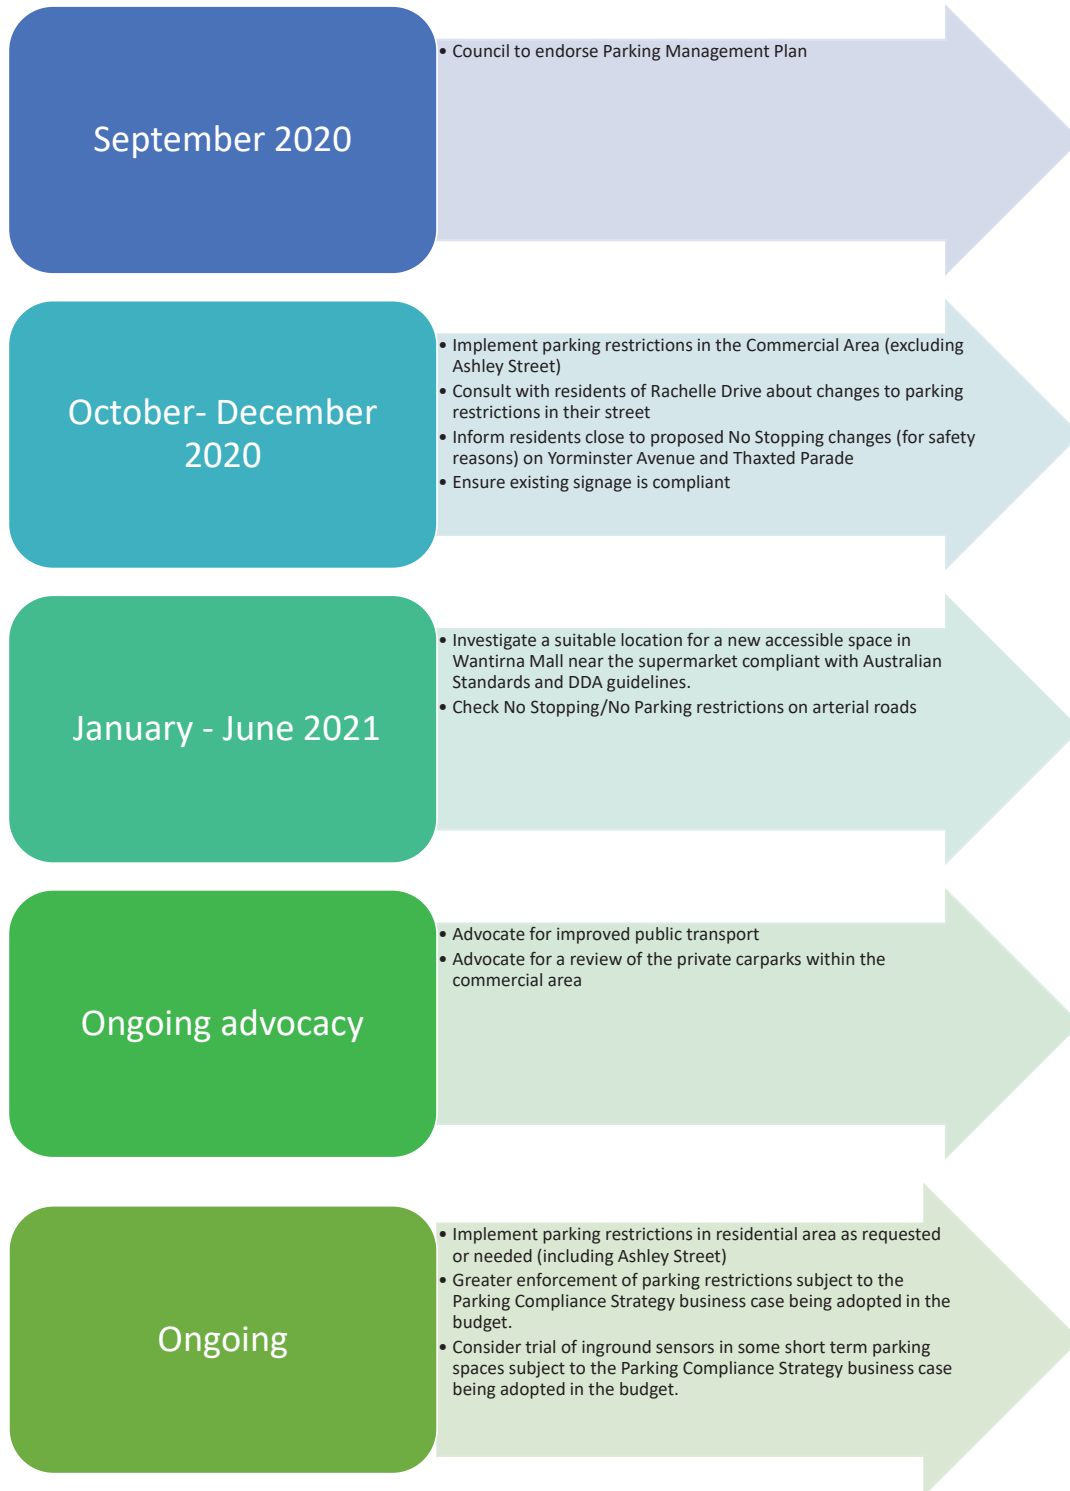 September 2020
• Council to endorse Parking Management Plan
October- December
2020
• Implement parking restrictions in the Commercial Area (excluding
Ashley Street)
• Consult with residents of Rachelle Drive about changes to parking
restrictions in their street
• Inform residents close to proposed No Stopping changes (for safety
reasons) on Yorminster Avenue and Thaxted Parade
• Ensure existing signage is compliant
January - June 2021
• Investigate a suitable location for a new accessible space in
Wantirna Mall near the supermarket compliant with Australian
Standards and DDA guidelines.
• Check No Stopping/No Parking restrictions on arterial roads
Ongoing advocacy
• Advocate for improved public transport
• Advocate for a review of the private carparks within the
commercial area
Ongoing
• Implement parking restrictions in residential area as requested
or needed (including Ashley Street)
• Greater enforcement of parking restrictions subject to the
Parking Compliance Strategy business case being adopted in the
budget.
• Consider trial of inground sensors in some short term parking
spaces subject to the Parking Compliance Strategy business case
being adopted in the budget.